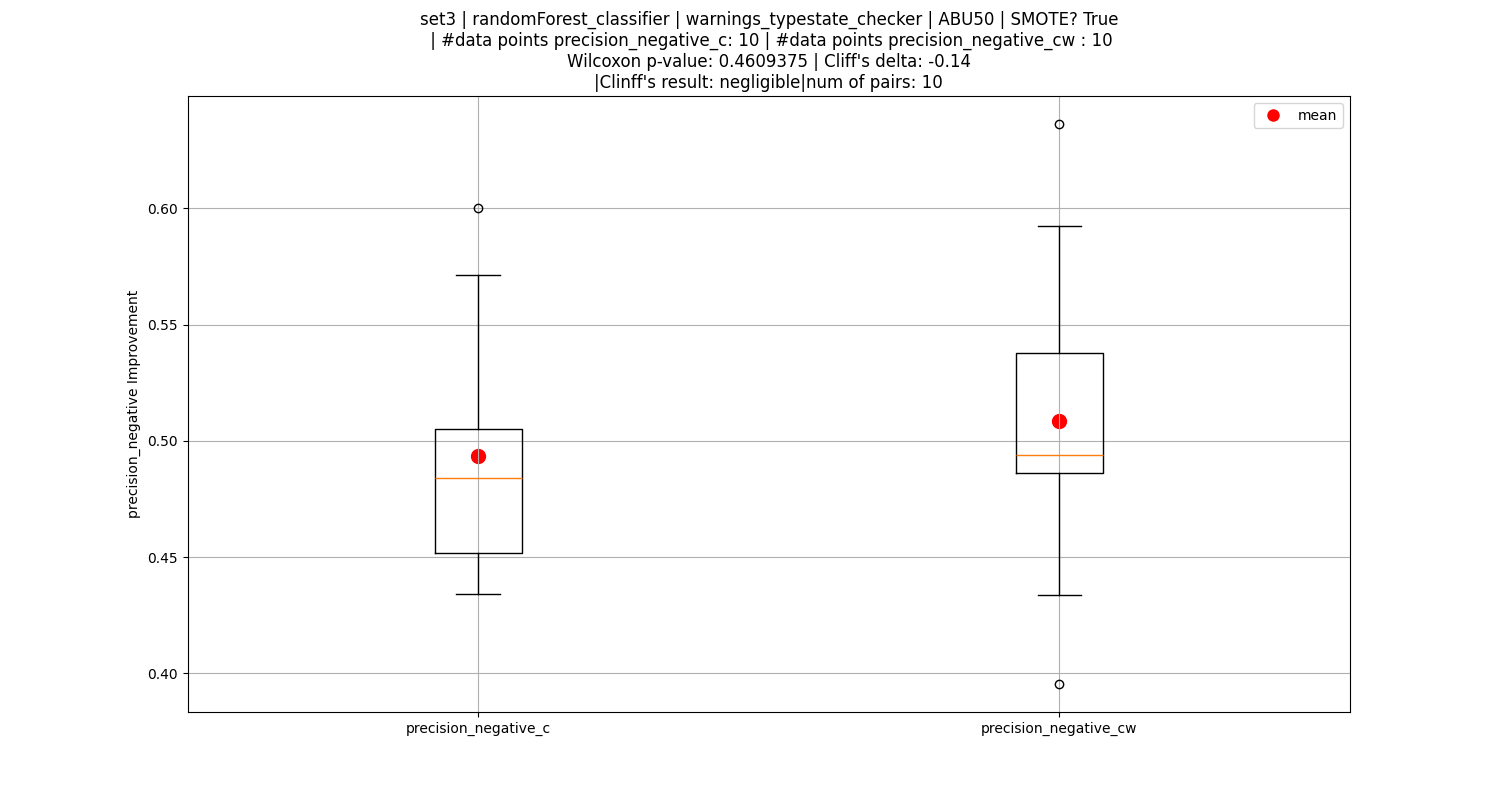 set3 | randomForest_classifier | warnings_typestate_checker | ABU50 | SMOTE? True
| #data points precision_negative_c: 10 | #data points precision_negative_cw : 10
Wilcoxon p-value: 0.4609375 | Cliff's delta: -0.14
|Clinff's result: negligible|num of pairs: 10
mean
0.60
0.55
0.50
0.45
0.40
precision_negative Improvement
precision_negative_c
precision_negative_cw